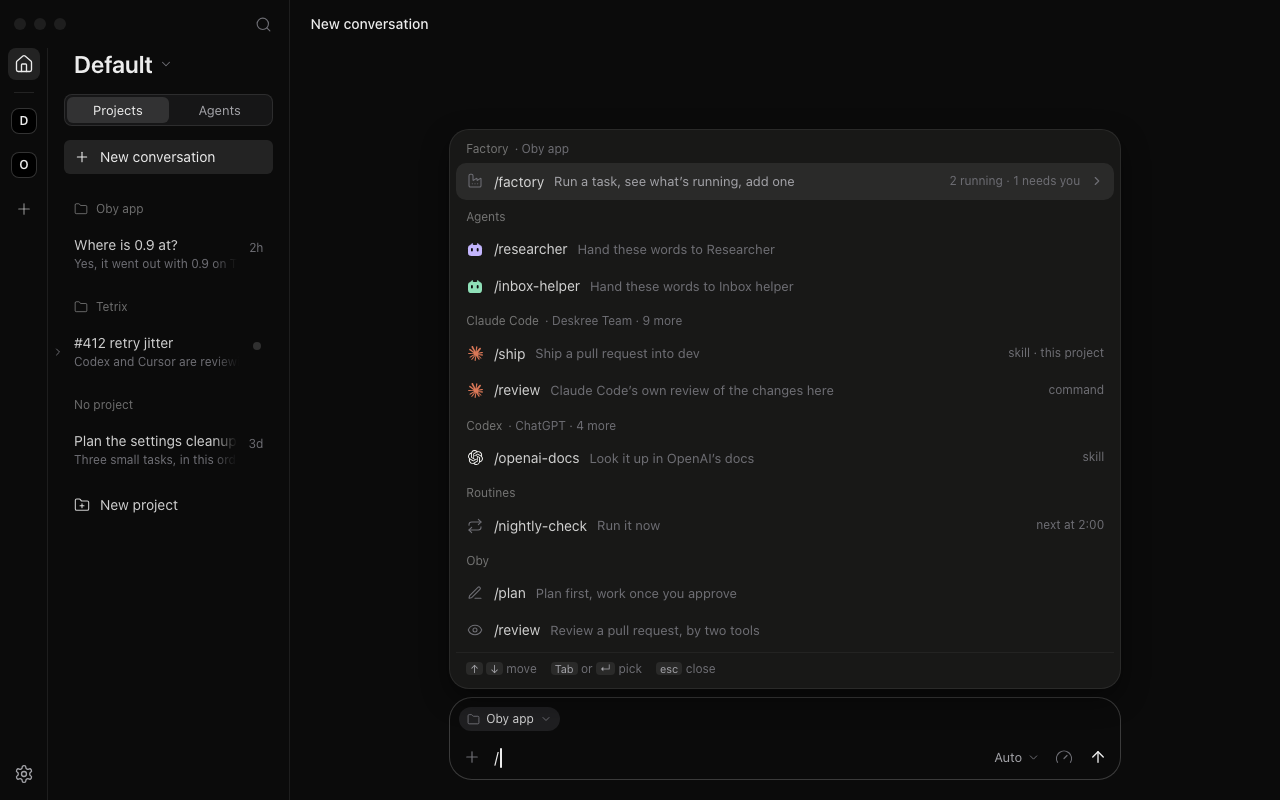 New conversation
Default
Projects
Agents
D
O
New conversation
Oby app
Where is 0.9 at?
2h
Yes, it went out with 0.9 on
Tetrix
#412 retry jitter
Codex and Cursor are review
No project
Plan the settings cleanup
3d
Three small tasks, in this ord
New project
Factory · Oby app
/factory Run a task, see what's running, add one 2 running · 1 needs you
Agents
/researcher Hand these words to Researcher
/inbox-helper Hand these words to Inbox helper
Claude Code · Deskree Team · 9 more
/ship Ship a pull request into dev skill · this project
/review Claude Code's own review of the changes here command
Codex · ChatGPT · 4 more
/openai-docs Look it up in OpenAI's docs skill
Routines
/nightly-check Run it now next at 2:00
Oby
/plan Plan first, work once you approve
/review Review a pull request, by two tools
↑ ↓ move Tab or ↵ pick esc close
Oby app
/
Auto